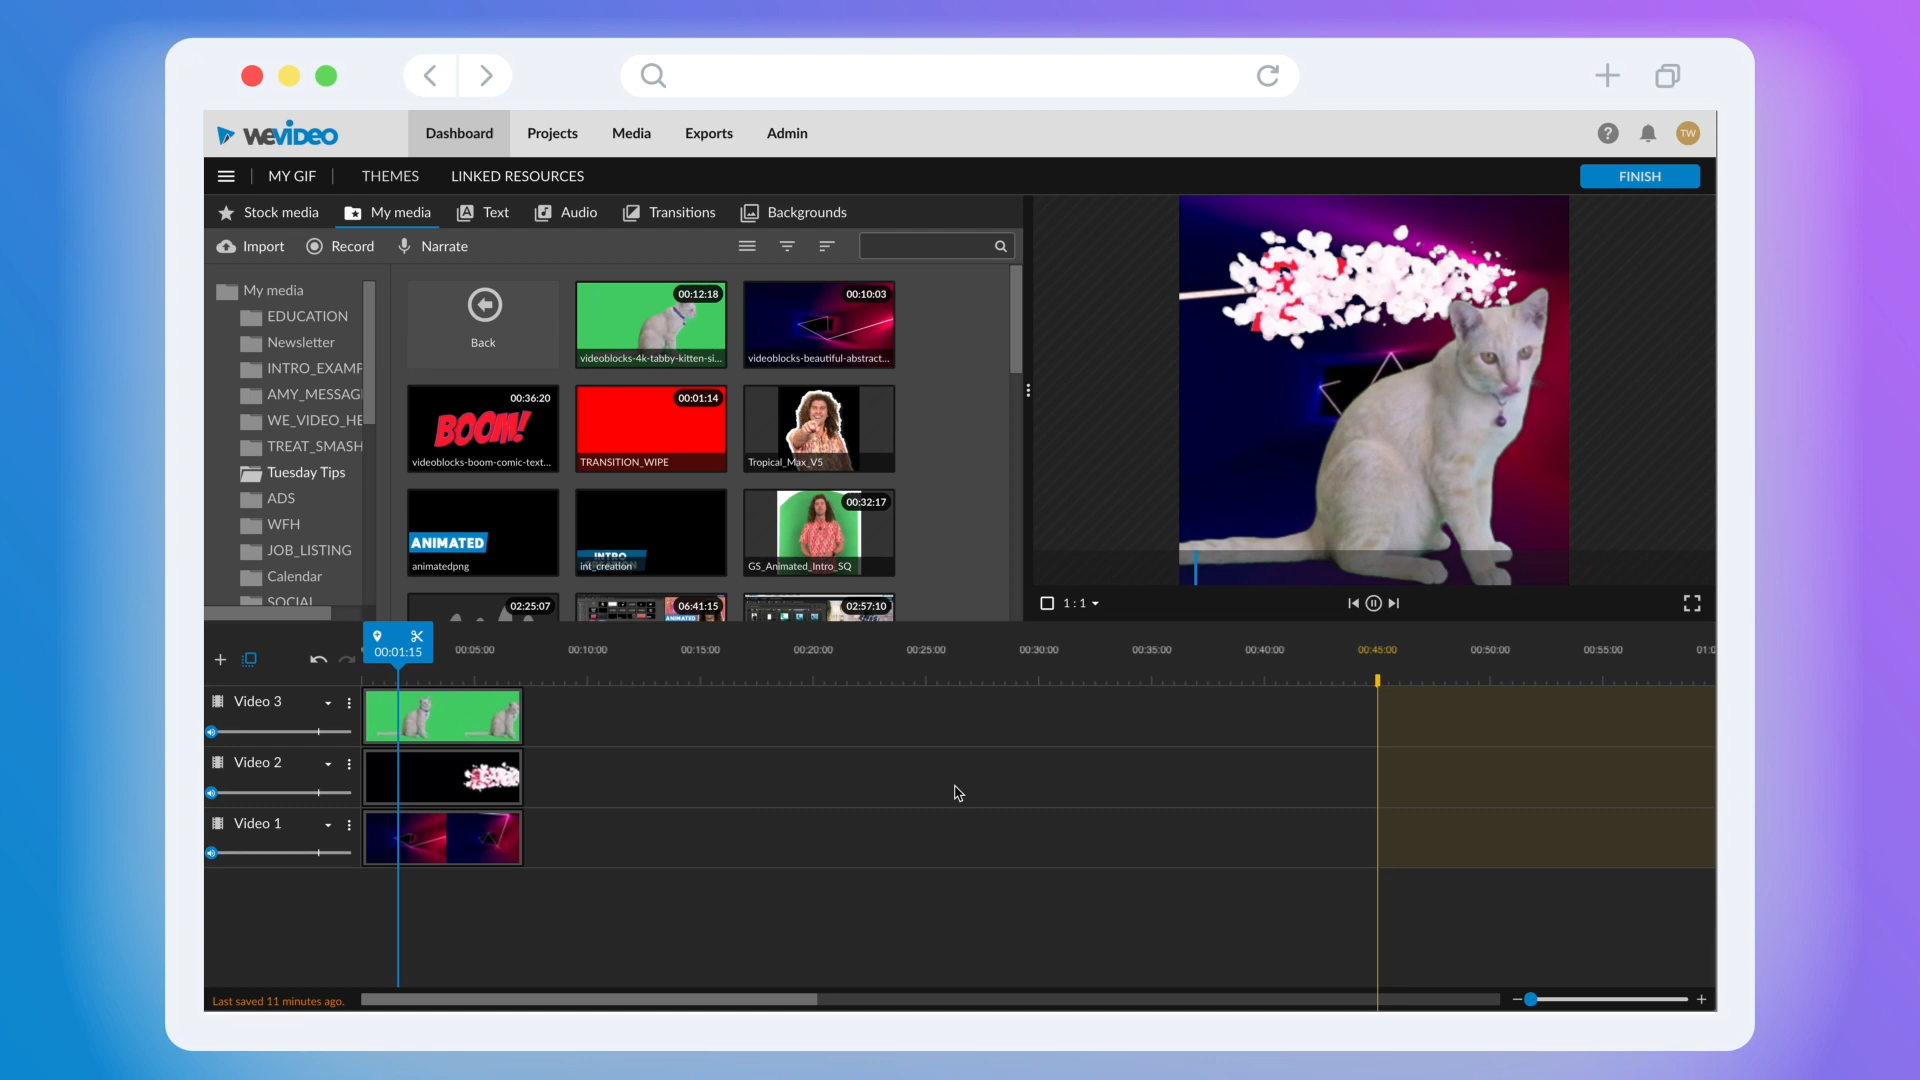 WEVIDEO
Dashboard
Projects
Media
Exports
Admin
TW
MY GIF
THEMES
LINKED RESOURCES
FINISH
Stock media
My media
Text
Audio
Transitions
Backgrounds
Import
Record
Narrate
My media
EDUCATION
Newsletter
INTRO_EXAMP
AMY_MESSAG
WE_VIDEO_HE
TREAT_SMASH
Tuesday Tips
ADS
WFH
JOB_LISTING
Calendar
SOCIAL
Back
00:12:18
videoblocks-4k-tabby-kitten-si...
00:10:03
videoblocks-beautiful-abstract...
00:36:20
BOOM!
videoblocks-boom-comic-text...
00:01:14
TRANSITION_WIPE
Tropical_Max_V5
ANIMATED
animatedpng
INTRO
int_creation
00:32:17
GS_Animated_Intro_SQ
02:25:07
06:41:15
ANIMATED
02:57:10
1 : 1
00:01:15
00:05:00
00:10:00
00:15:00
00:20:00
00:25:00
00:30:00
00:35:00
00:40:00
00:45:00
00:50:00
00:55:00
01:0
Video 3
Video 2
Video 1
Last saved 11 minutes ago.